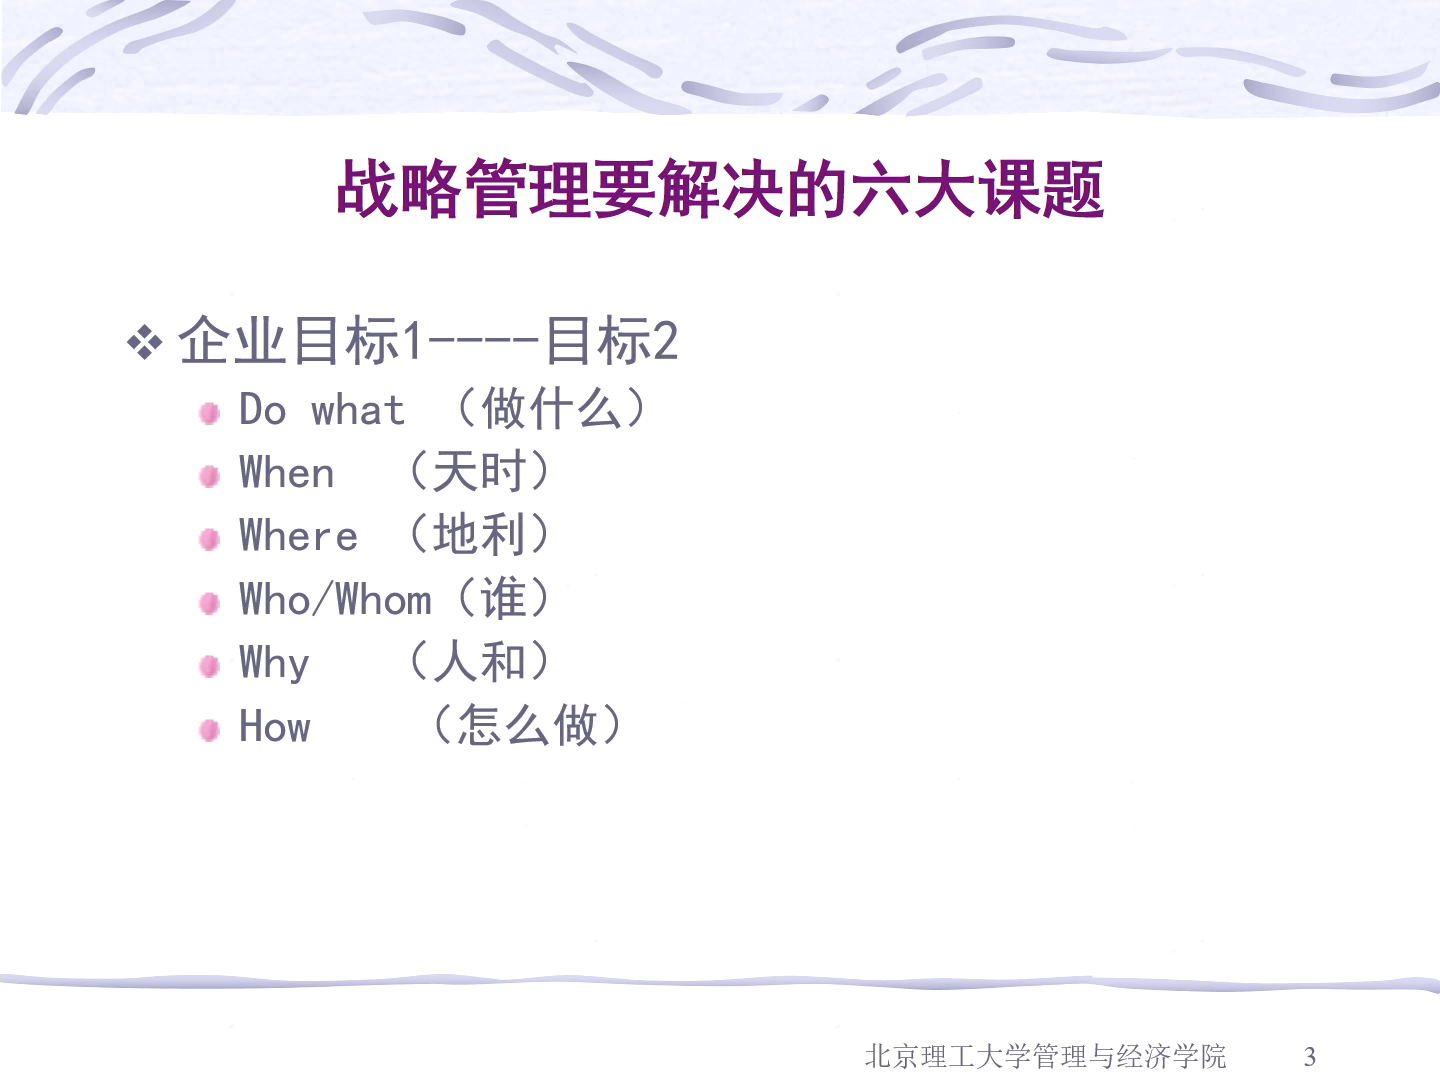 战略管理要解决的六大课题
企业目标1----目标2
Do what （做什么）
When （天时）
Where （地利）
Who/Whom（谁）
Why （人和）
How （怎么做）
北京理工大学管理与经济学院 3